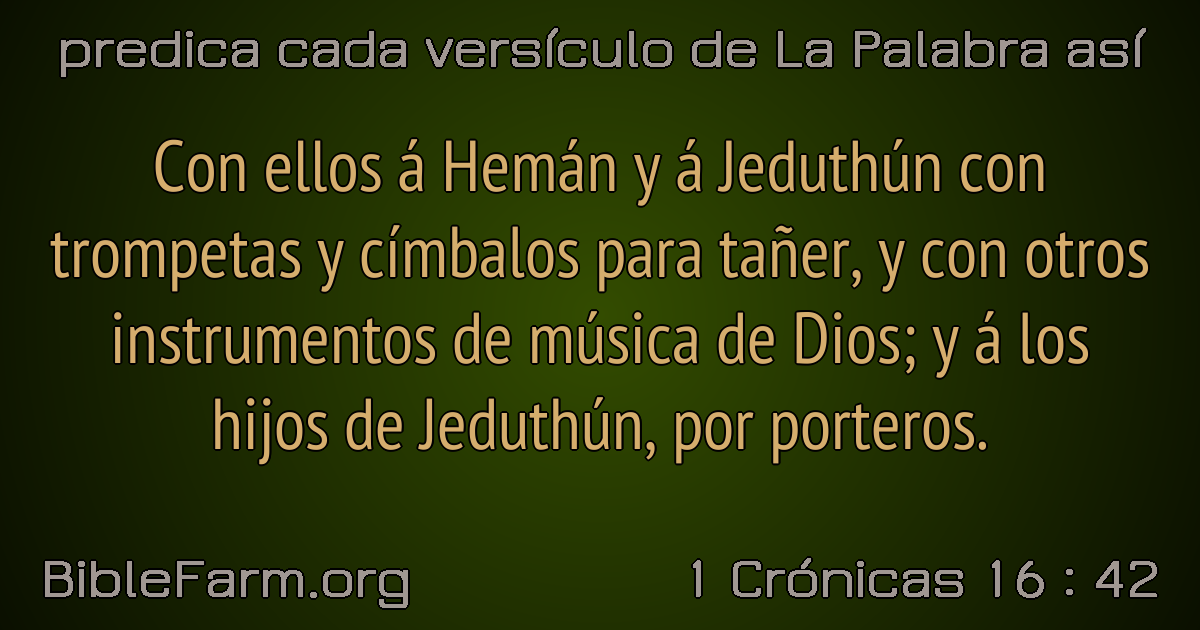 predica cada versículo de La Palabra así
Con ellos á Hemán y á Jeduthún con
trompetas y címbalos para tañer, y con otros
instrumentos de música de Dios; y á los
hijos de Jeduthún, por porteros.
BibleFarm.org
1 Crónicas 16 : 42